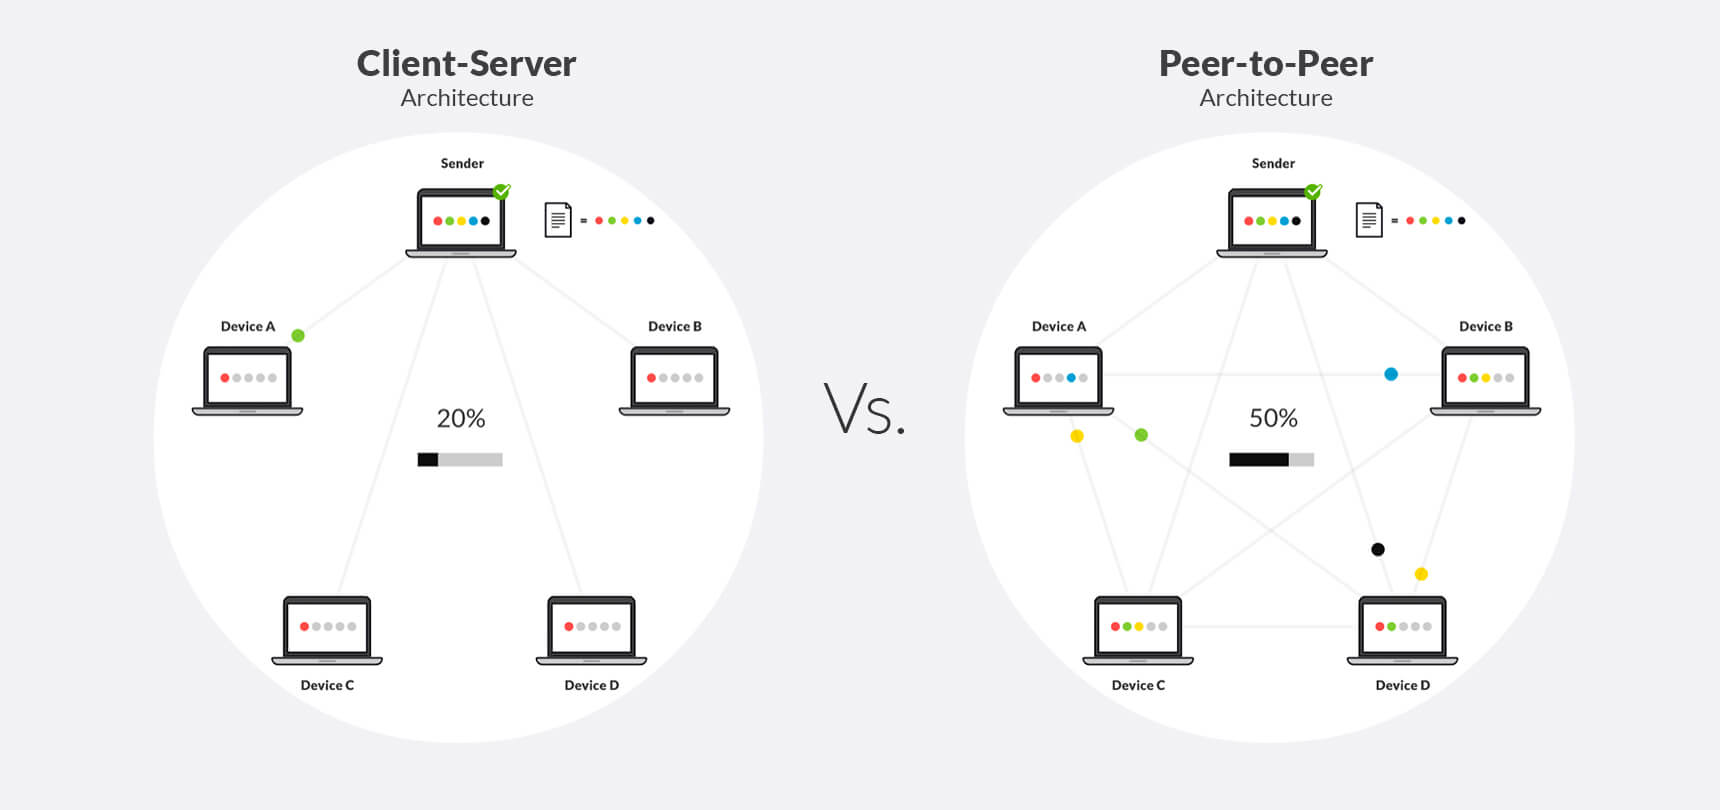 Client-Server
Architecture
Sender
=
Device A
Device B
20%
Device C
Device D
Vs.
Peer-to-Peer
Architecture
Sender
=
Device A
Device B
50%
Device C
Device D